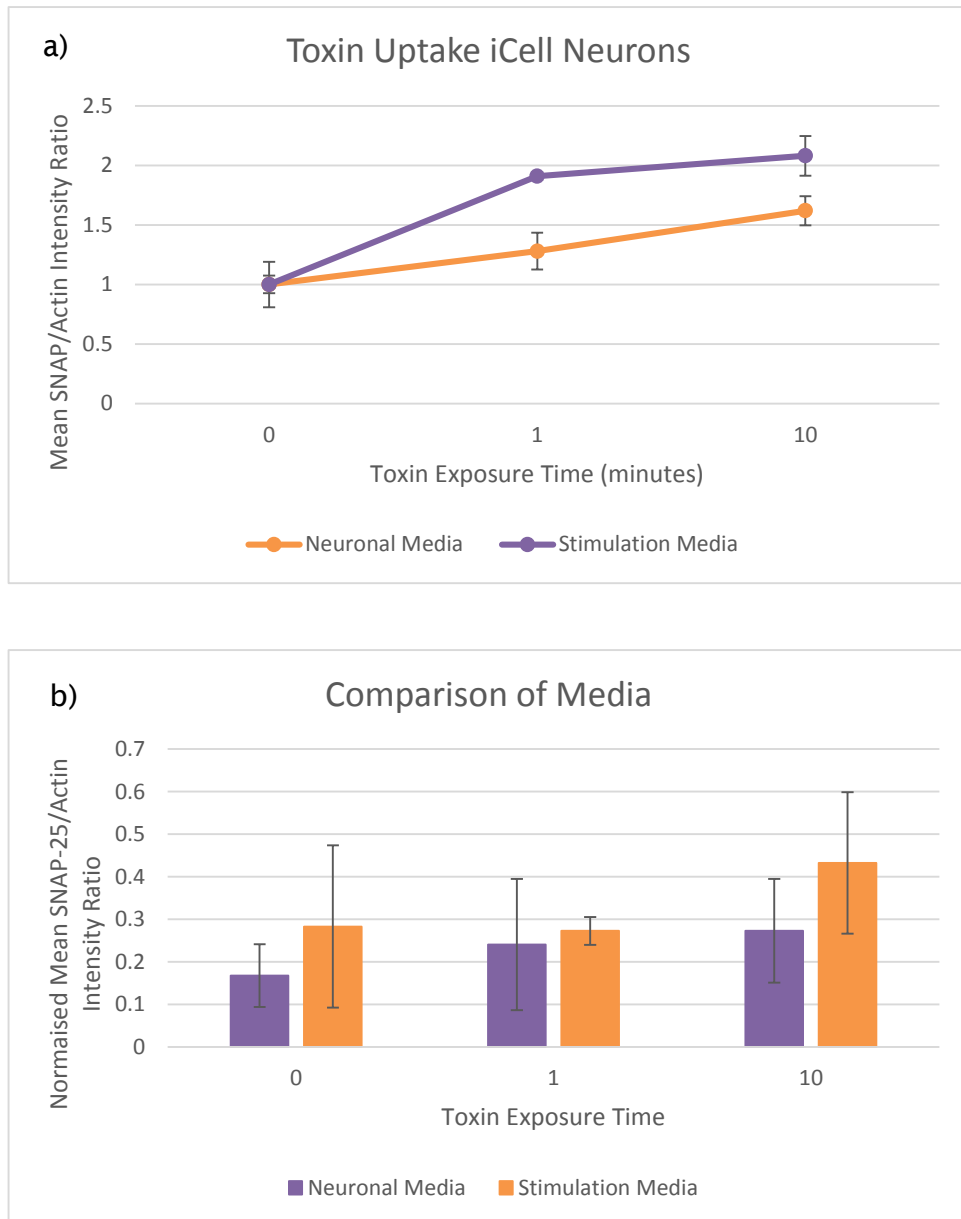 a)
Toxin Uptake iCell Neurons
Mean SNAP/Actin Intensity Ratio
2.5
2
1.5
1
0.5
0
0 1 10
Toxin Exposure Time (minutes)
Neuronal Media Stimulation Media
b)
Comparison of Media
Normaised Mean SNAP-25/Actin
Intensity Ratio
0.7
0.6
0.5
0.4
0.3
0.2
0.1
0
0 1 10
Toxin Exposure Time
Neuronal Media Stimulation Media